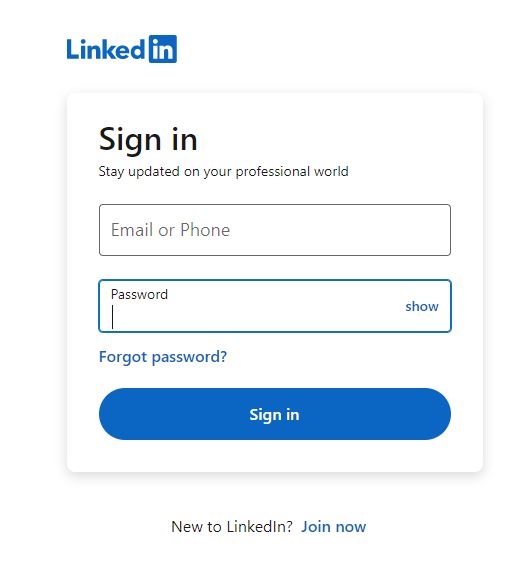 Linkedin
Sign in
Stay updated on your professional world
Email or Phone
Password
show
Forgot password?
Sign in
New to LinkedIn? Join now